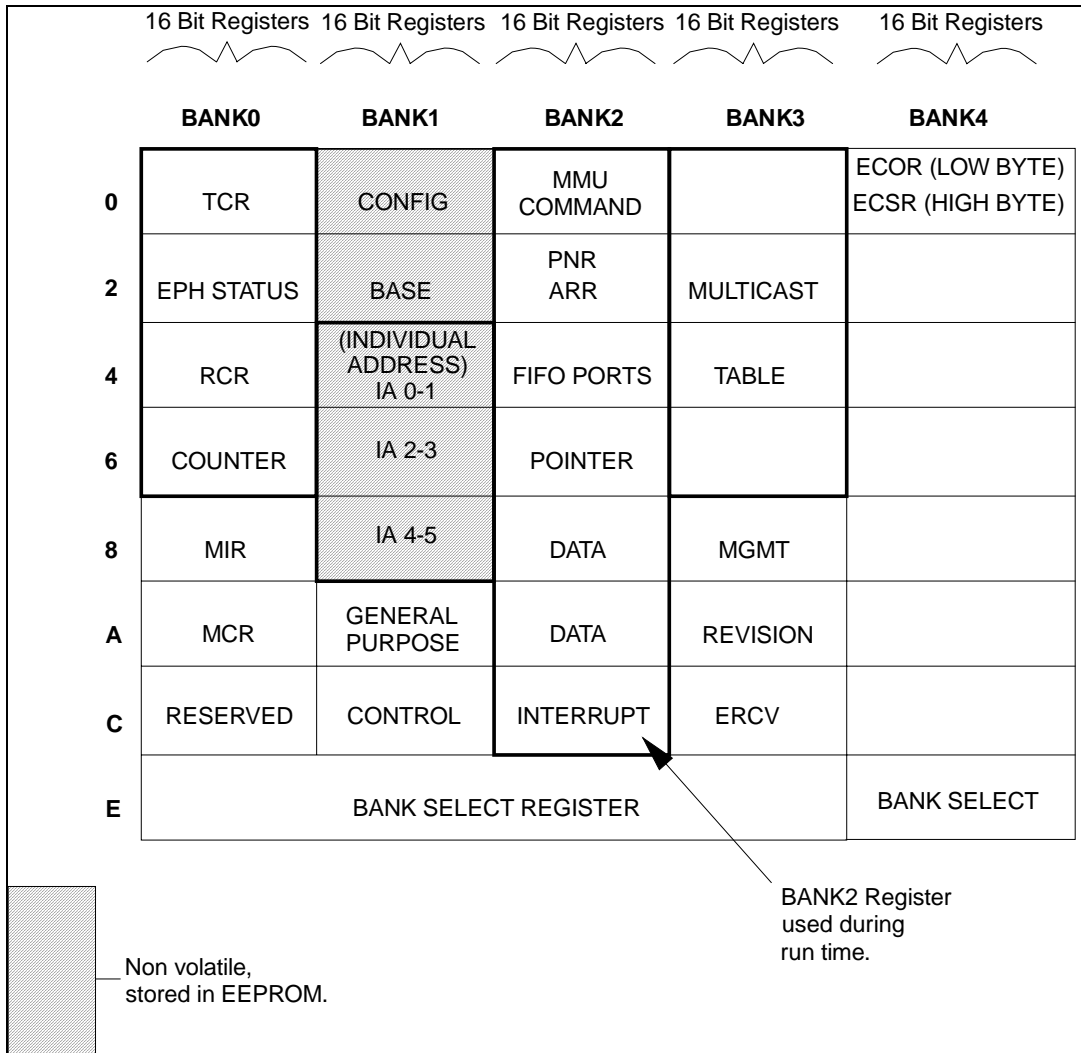 16 Bit Registers 16 Bit Registers 16 Bit Registers 16 Bit Registers 16 Bit Registers
BANK0 BANK1 BANK2 BANK3 BANK4
0 TCR CONFIG MMU COMMAND ECOR (LOW BYTE) ECSR (HIGH BYTE)
2 EPH STATUS BASE PNR ARR MULTICAST
4 RCR (INDIVIDUAL ADDRESS) IA 0-1 FIFO PORTS TABLE
6 COUNTER IA 2-3 POINTER
8 MIR IA 4-5 DATA MGMT
A MCR GENERAL PURPOSE DATA REVISION
C RESERVED CONTROL INTERRUPT ERCV
E BANK SELECT REGISTER BANK SELECT
BANK2 Register
used during
run time.
Non volatile,
stored in EEPROM.